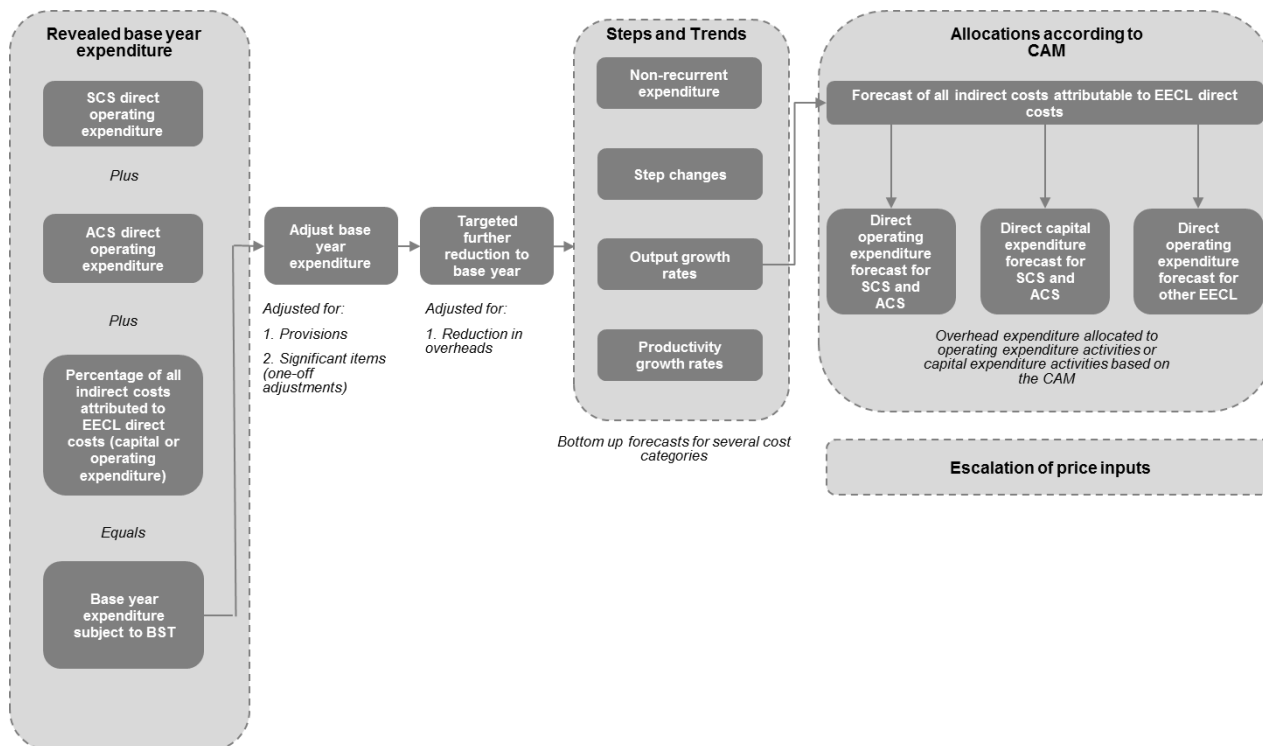 Revealed base year
expenditure
SCS direct
operating
expenditure
Plus
ACS direct
operating
expenditure
Plus
Percentage of all
indirect costs
attributed to
EECL direct
costs (capital or
operating
expenditure)
Equals
Base year
expenditure
subject to BST
Adjust base
year
expenditure
Adjusted for:
1. Provisions
2. Significant items
(one-off
adjustments)
Targeted
further
reduction to
base year
Adjusted for:
1. Reduction in
overheads
Steps and Trends
Non-recurrent
expenditure
Step changes
Output growth
rates
Productivity
growth rates
Bottom up forecasts for several cost
categories
Allocations according to
CAM
Forecast of all indirect costs attributable to EECL direct
costs
Direct
operating
expenditure
forecast for
SCS and ACS
Direct capital
expenditure
forecast for
SCS and ACS
Direct
operating
expenditure
forecast for
other EECL
Overhead expenditure allocated to
operating expenditure activities or
capital expenditure activities based on
the CAM
Escalation of price inputs